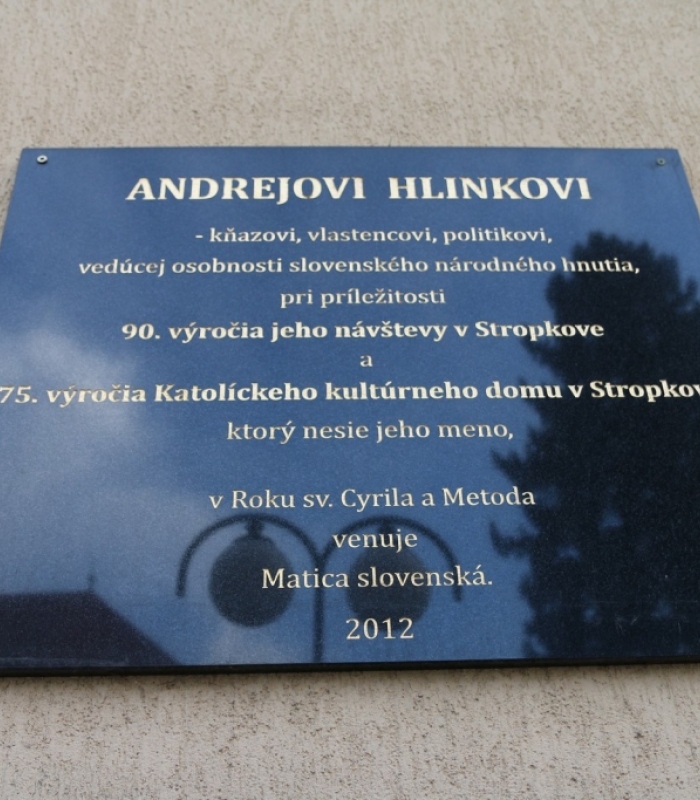 ANDREJOVI HLINKOVI
- kňazovi, vlastencovi, politikovi,
vedúcej osobnosti slovenského národného hnutia,
pri príležitosti
90. výročia jeho návštevy v Stropkove
a
75. výročia Katolíckeho kultúrneho domu v Stropkov
ktorý nesie jeho meno,
v Roku sv. Cyrila a Metoda
venuje
Matica slovenská.
2012